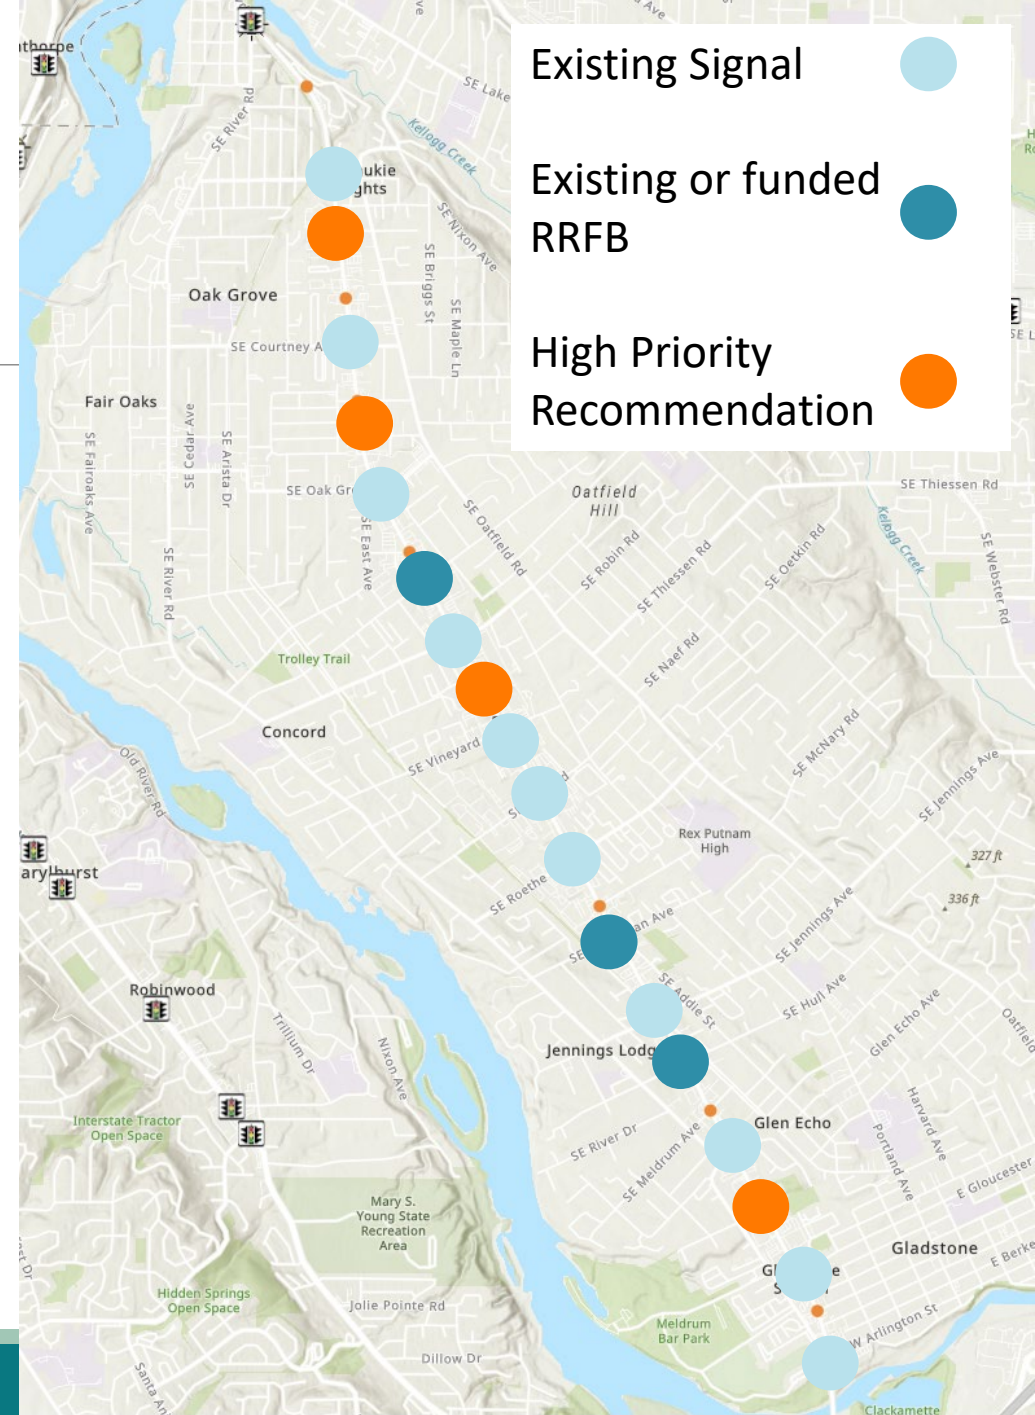 Existing Signal
Existing or funded
RRFB
High Priority
Recommendation
SE River Rd
SE Lake
Kellogg Creek
SE Nixon Ave
SE Briggs St
SE Maple Ln
Oak Grove
SE Courtney A
Fair Oaks
SE Fairoaks Ave
SE Cedar Ave
SE Arista Dr
SE Oak Gr
SE East Ave
SE River Rd
Oatfield
Hill
SE Oatfield Rd
SE Robin Rd
SE Thiessen Rd
SE Oetkin Rd
SE Thiessen Rd
Kellogg Creek
SE Webster Rd
SE Naef Rd
Trolley Trail
Concord
SE Vineyard
SE McNary Rd
SE Jennings Ave
Old River Rd
Rex Putnam
High
327 ft
336 ft
SE Roethe
an Ave
SE Jennings Ave
SE Addie St
SE Hull Ave
Glen Echo Ave
Oatfield
Robinwood
Trillium Dr
Nixon Ave
Jennings Lodg
Glen Echo
Harvard Ave
Portland Ave
E Gloucester
SE River Dr
SE Meldrum Ave
Interstate Tractor
Open Space
Mary S.
Young State
Recreation
Area
Gladstone
E Berke
Hidden Springs
Open Space
Jolie Pointe Rd
Meldrum
Bar Park
W Arlington St
Dillow Dr
Santa An
Clackamette